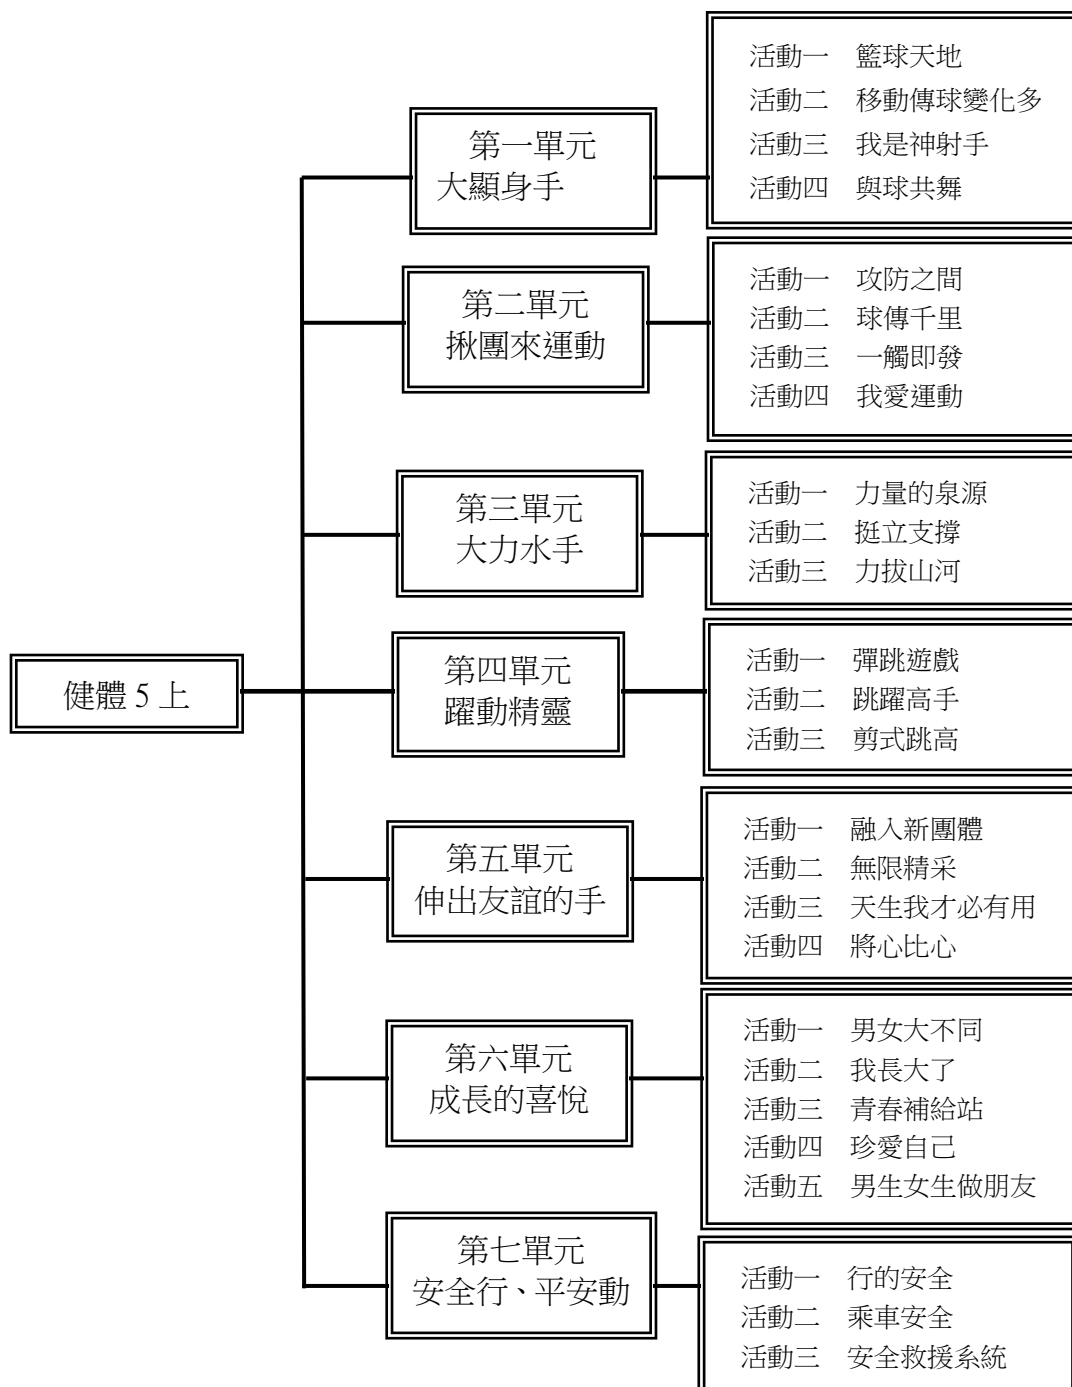 健體 5 上
第一單元
大顯身手
活動一　籃球天地
活動二　移動傳球變化多
活動三　我是神射手
活動四　與球共舞
第二單元
揪團來運動
活動一　攻防之間
活動二　球傳千里
活動三　一觸即發
活動四　我愛運動
第三單元
大力水手
活動一　力量的泉源
活動二　挺立支撐
活動三　力拔山河
第四單元
躍動精靈
活動一　彈跳遊戲
活動二　跳躍高手
活動三　剪式跳高
第五單元
伸出友誼的手
活動一　融入新團體
活動二　無限精采
活動三　天生我才必有用
活動四　將心比心
第六單元
成長的喜悅
活動一　男女大不同
活動二　我長大了
活動三　青春補給站
活動四　珍愛自己
活動五　男生女生做朋友
第七單元
安全行、平安動
活動一　行的安全
活動二　乘車安全
活動三　安全救援系統